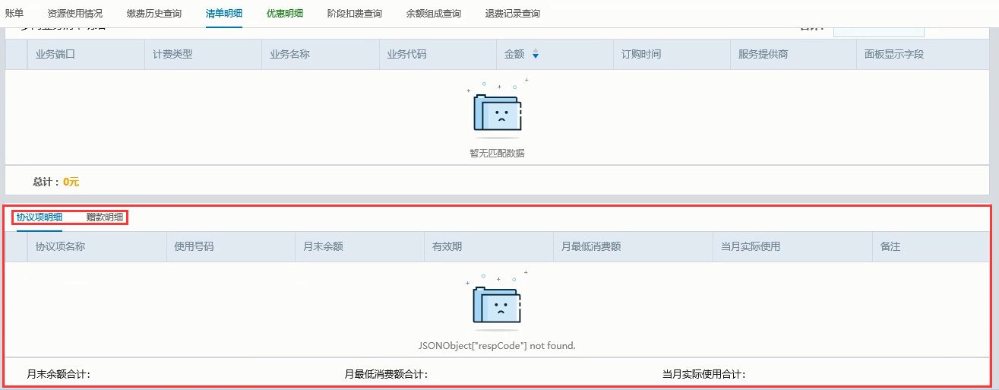 账单 资源使用情况 缴费历史查询 清单明细 优惠明细 阶段扣费查询 余额组成查询 退费记录查询
业务端口 计费类型 业务名称 业务代码 金额 订购时间 服务提供商 面板显示字段
暂无匹配数据
总计：0元
协议项明细 赠款明细
协议项名称 使用号码 月末余额 有效期 月最低消费额 当月实际使用 备注
JSONObject["respCode"] not found.
月末余额合计： 月最低消费额合计： 当月实际使用合计：